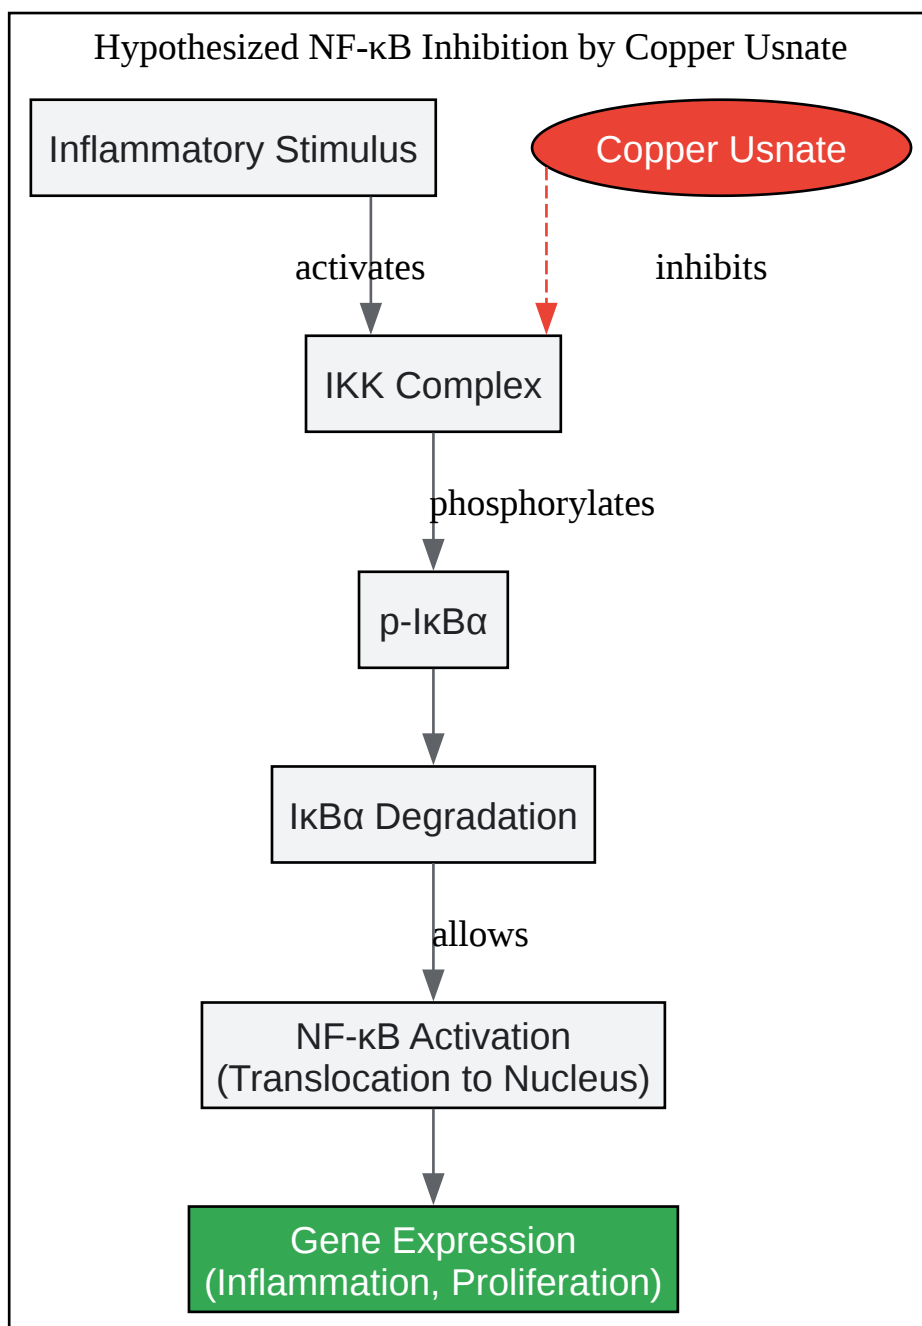 Hypothesized NF-κB Inhibition by Copper Usnate
Inflammatory Stimulus
Copper Usnate
activates
inhibits
IKK Complex
phosphorylates
p-IκBα
IκBα Degradation
allows
NF-κB Activation
(Translocation to Nucleus)
Gene Expression
(Inflammation, Proliferation)